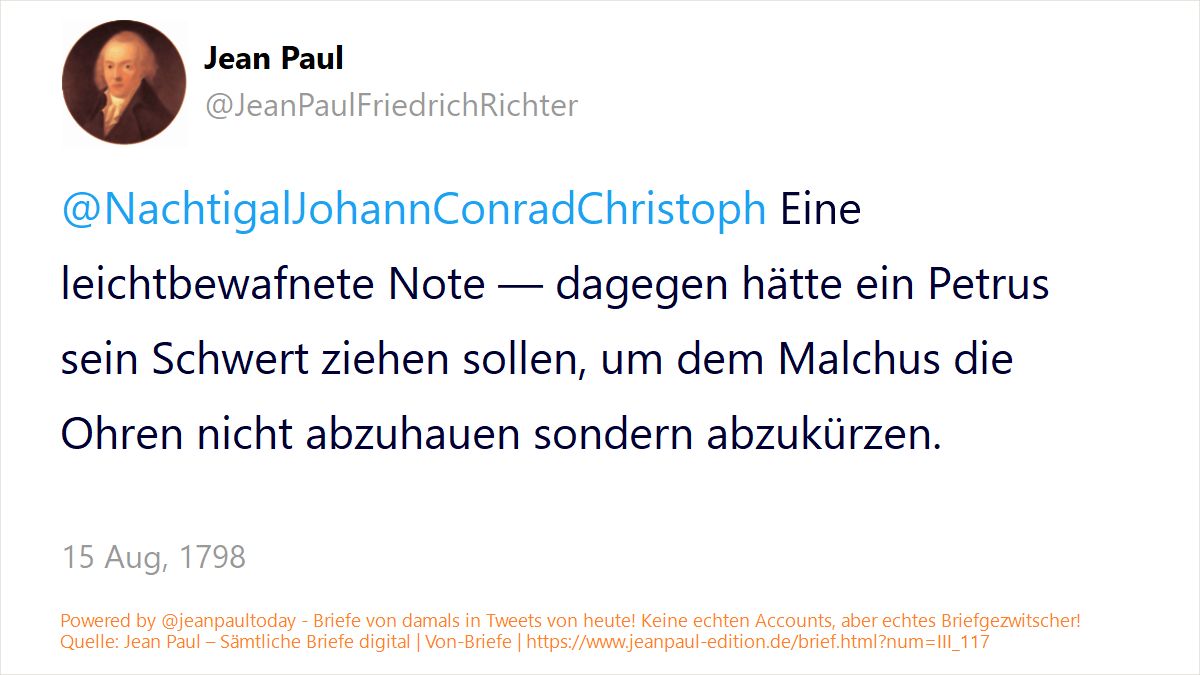 Jean Paul
@JeanPaulFriedrichRichter
@NachtigalJohannConradChristoph Eine
leichtbewafnete Note — dagegen hätte ein Petrus
sein Schwert ziehen sollen, um dem Malchus die
Ohren nicht abzuhauen sondern abzukürzen.
15 Aug, 1798
Powered by @jeanpaultoday - Briefe von damals in Tweets von heute! Keine echten Accounts, aber echtes Briefgezwitscher!
Quelle: Jean Paul – Sämtliche Briefe digital | Von-Briefe | https://www.jeanpaul-edition.de/brief.html?num=III_117